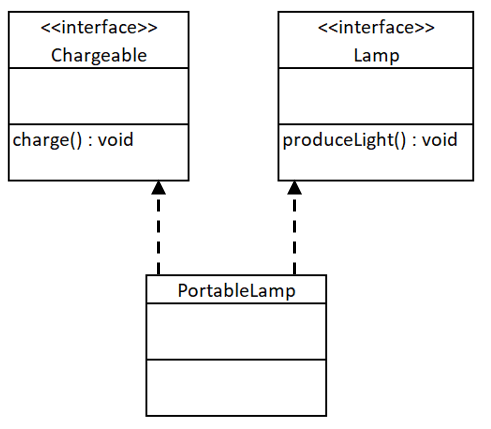 <<interface>>
Chargeable
charge() : void
<<interface>>
Lamp
produceLight() : void
PortableLamp